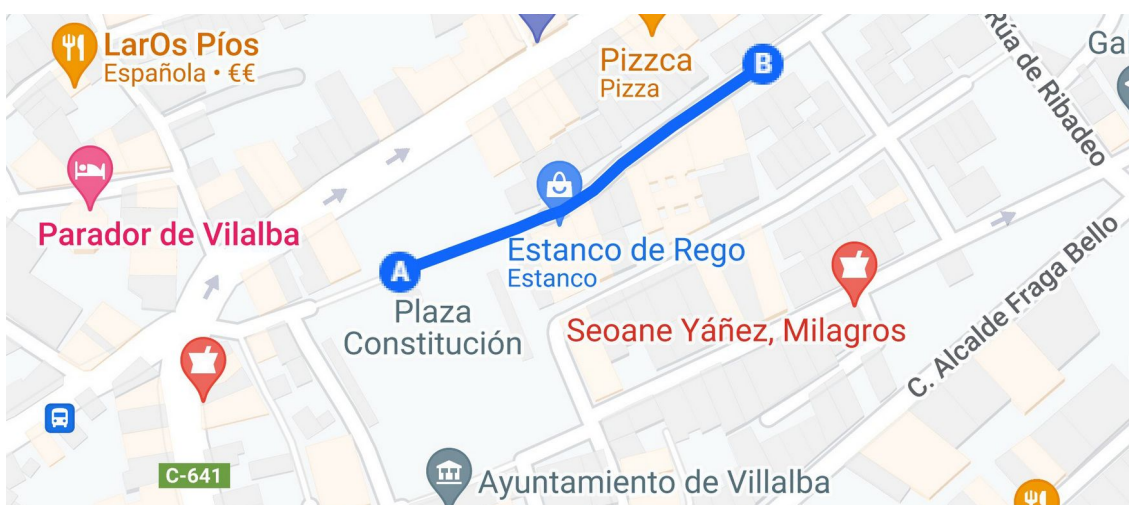 LarOs Píos
Española • €€
Pizzca
Pizza
B
Rúa de Ribadeo
Gal
Parador de Vilalba
Estanco de Rego
Estanco
A
Plaza
Constitución
Seoane Yáñez, Milagros
C. Alcalde Fraga Bello
C-641
Ayuntamiento de Villalba